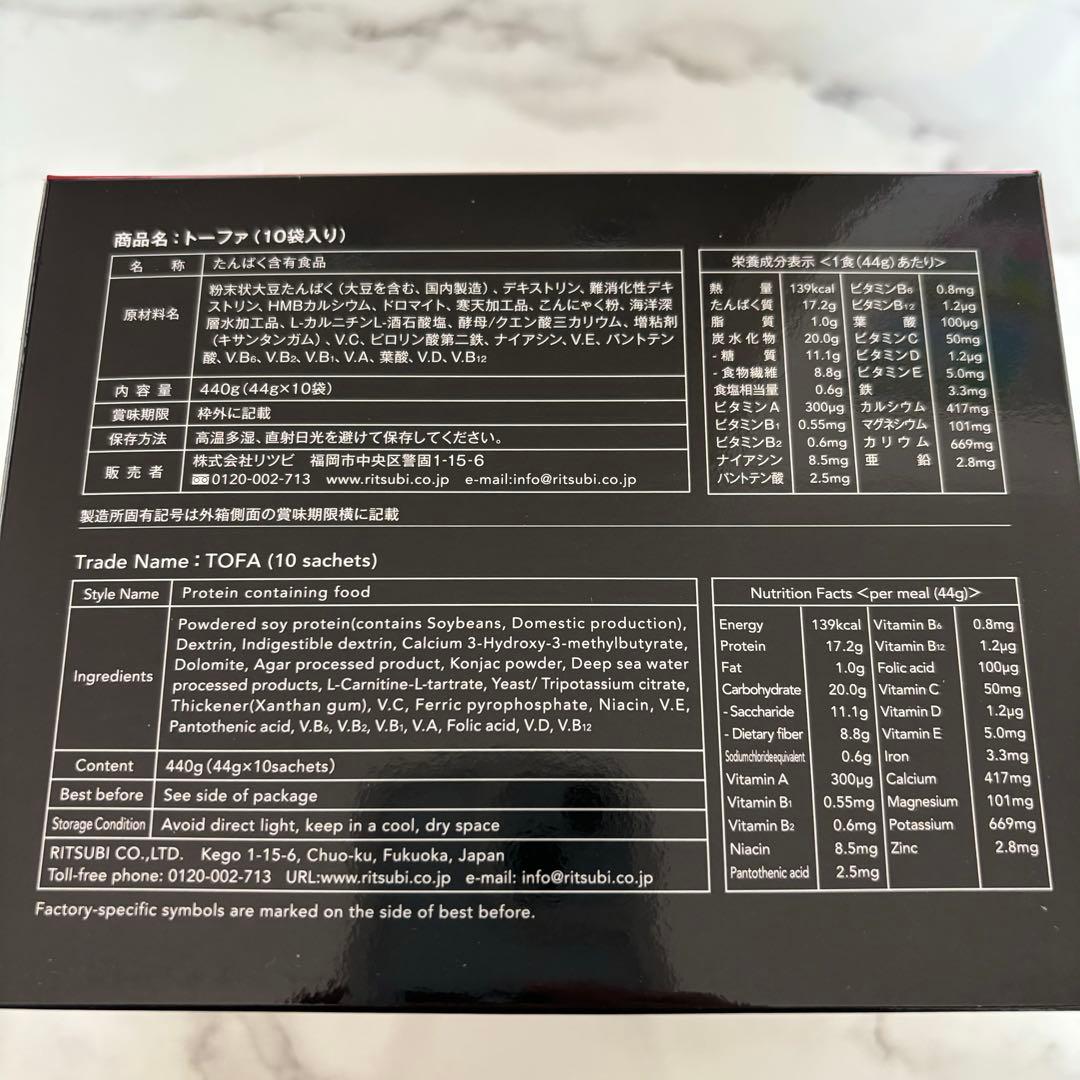 商品名：トーファ（10袋入り）
名　称　たんぱく含有食品
原材料名
粉末状大豆たんぱく（大豆を含む、国内製造）、デキストリン、難消化性デキ
ストリン、HMBカルシウム、ドロマイト、寒天加工品、こんにゃく粉、海洋深
層水加工品、L-カルニチンL-酒石酸塩、酵母/クエン酸三カリウム、増粘剤
（キサンタンガム）、V.C、ピロリン酸第二鉄、ナイアシン、V.E、パントテン
酸、V.B6、V.B2、V.B1、V.A、葉酸、V.D、V.B12
内容量　440g（44g×10袋）
賞味期限　枠外に記載
保存方法　高温多湿、直射日光を避けて保存してください。
販売者
株式会社リツビ　福岡市中央区警固1-15-6
0120-002-713　www.ritsubi.co.jp　e-mail:info@ritsubi.co.jp
栄養成分表示 <1食（44g）あたり>
熱　量　139kcal　ビタミンB6　0.8mg
たんぱく質　17.2g　ビタミンB12　1.2μg
脂　質　1.0g　葉　酸　100μg
炭水化物　20.0g　ビタミンC　50mg
- 糖　質　11.1g　ビタミンD　1.2μg
- 食物繊維　8.8g　ビタミンE　5.0mg
食塩相当量　0.6g　鉄　3.3mg
ビタミンA　300μg　カルシウム　417mg
ビタミンB1　0.55mg　マグネシウム　101mg
ビタミンB2　0.6mg　カリウム　669mg
ナイアシン　8.5mg　亜　鉛　2.8mg
パントテン酸　2.5mg
製造所固有記号は外箱側面の賞味期限横に記載
Trade Name：TOFA (10 sachets)
Style Name　Protein containing food
Ingredients
Powdered soy protein(contains Soybeans, Domestic production),
Dextrin, Indigestible dextrin, Calcium 3-Hydroxy-3-methylbutyrate,
Dolomite, Agar processed product, Konjac powder, Deep sea water
processed products, L-Carnitine-L-tartrate, Yeast/ Tripotassium citrate,
Thickener(Xanthan gum), V.C, Ferric pyrophosphate, Niacin, V.E,
Pantothenic acid, V.B6, V.B2, V.B1, V.A, Folic acid, V.D, V.B12
Content　440g（44g×10sachets）
Best before　See side of package
Storage Condition　Avoid direct light, keep in a cool, dry space
RITSUBI CO.,LTD.　Kego 1-15-6, Chuo-ku, Fukuoka, Japan
Toll-free phone: 0120-002-713　URL:www.ritsubi.co.jp　e-mail: info@ritsubi.co.jp
Nutrition Facts <per meal (44g)>
Energy　139kcal　Vitamin B6　0.8mg
Protein　17.2g　Vitamin B12　1.2μg
Fat　1.0g　Folic acid　100μg
Carbohydrate　20.0g　Vitamin C　50mg
- Saccharide　11.1g　Vitamin D　1.2μg
- Dietary fiber　8.8g　Vitamin E　5.0mg
Sodium chloride equivalent　0.6g　Iron　3.3mg
Vitamin A　300μg　Calcium　417mg
Vitamin B1　0.55mg　Magnesium　101mg
Vitamin B2　0.6mg　Potassium　669mg
Niacin　8.5mg　Zinc　2.8mg
Pantothenic acid　2.5mg
Factory-specific symbols are marked on the side of best before.